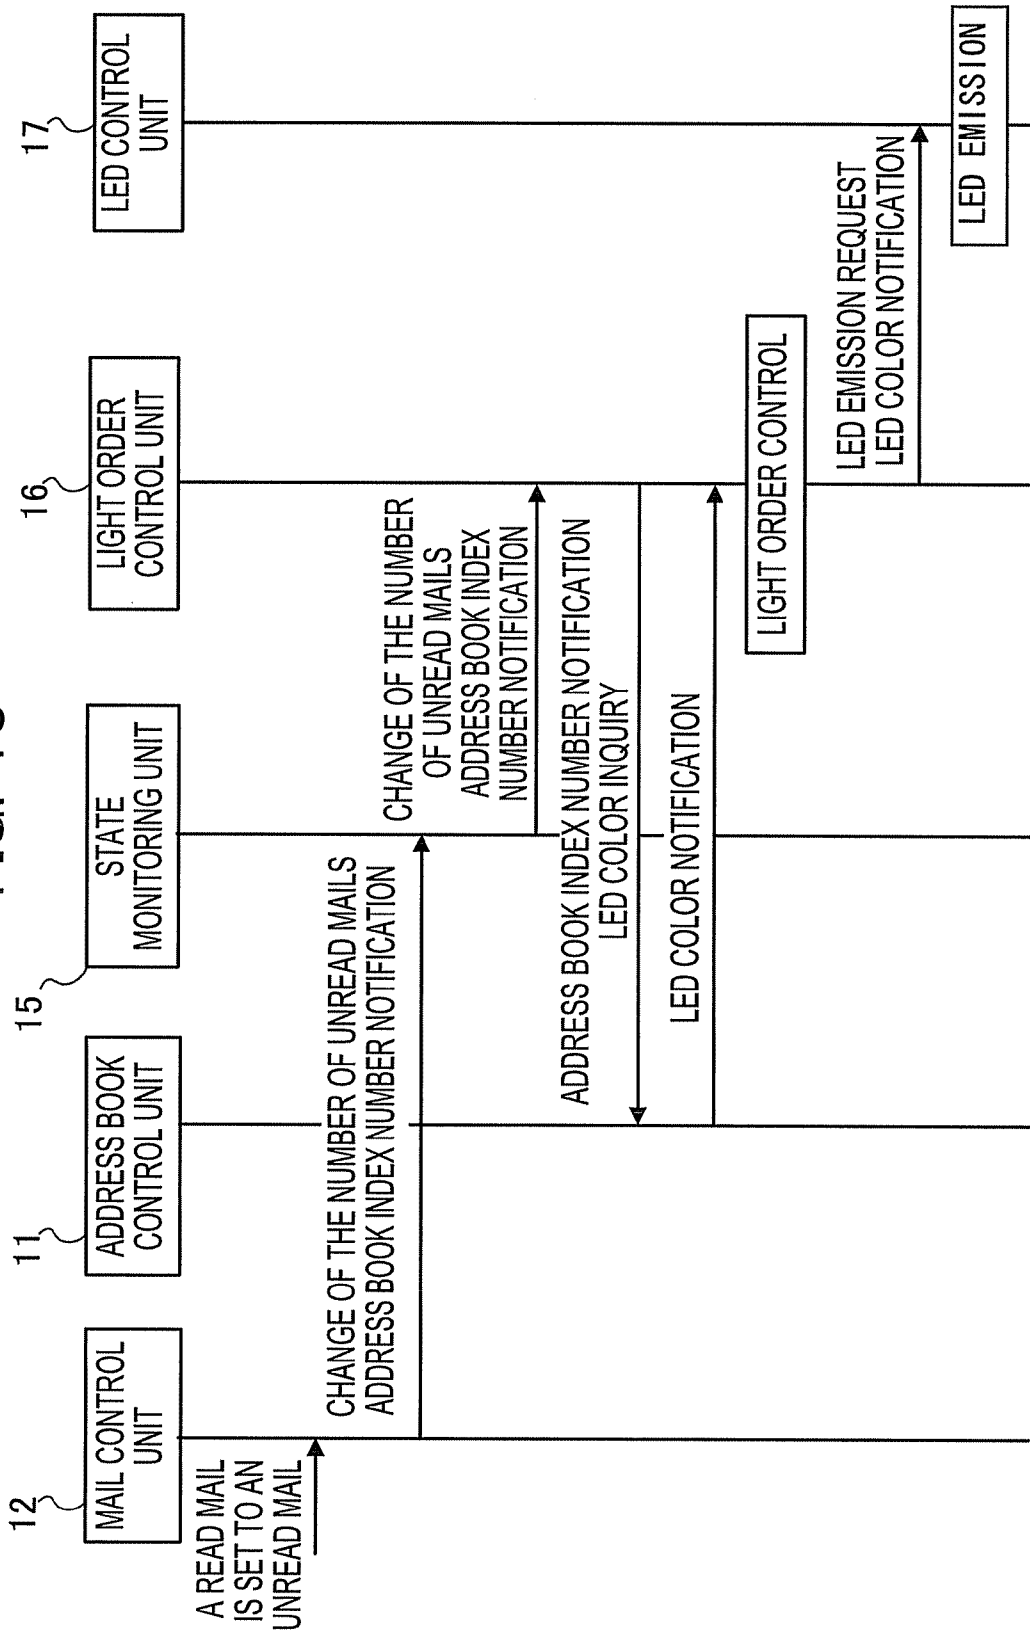 12
MAIL CONTROL
UNIT
11
ADDRESS BOOK
CONTROL UNIT
15
STATE
MONITORING UNIT
16
LIGHT ORDER
CONTROL UNIT
17
LED CONTROL
UNIT
A READ MAIL
IS SET TO AN
UNREAD MAIL
CHANGE OF THE NUMBER OF UNREAD MAILS
ADDRESS BOOK INDEX NUMBER NOTIFICATION
CHANGE OF THE NUMBER
OF UNREAD MAILS
ADDRESS BOOK INDEX
NUMBER NOTIFICATION
ADDRESS BOOK INDEX NUMBER NOTIFICATION
LED COLOR INQUIRY
LED COLOR NOTIFICATION
LIGHT ORDER CONTROL
LED EMISSION REQUEST
LED COLOR NOTIFICATION
LED EMISSION